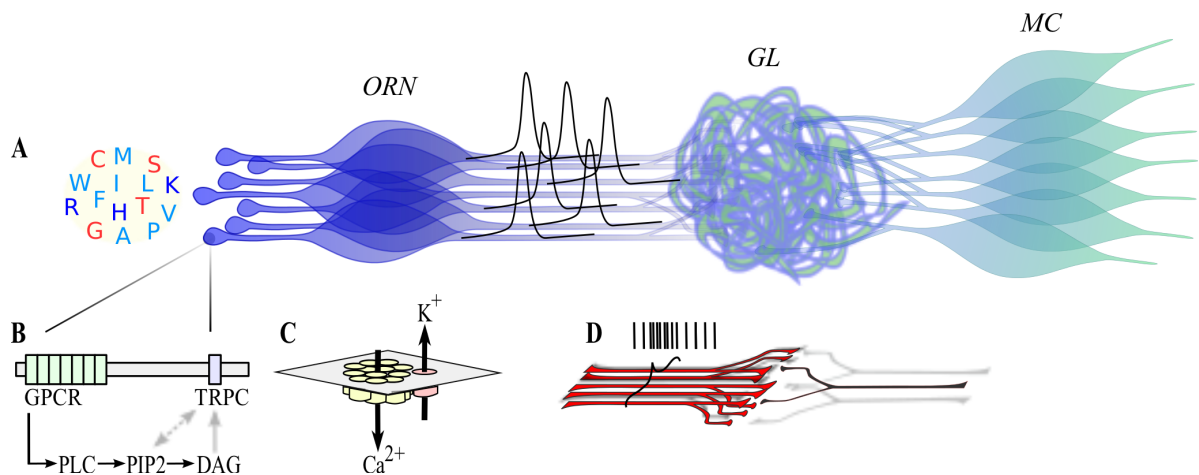 MC
GL
ORN
A
C M S
W F I L K
R H T V
G A P
B
GPCR TRPC
PLC PIP2 DAG
C
K+
Ca2+
D